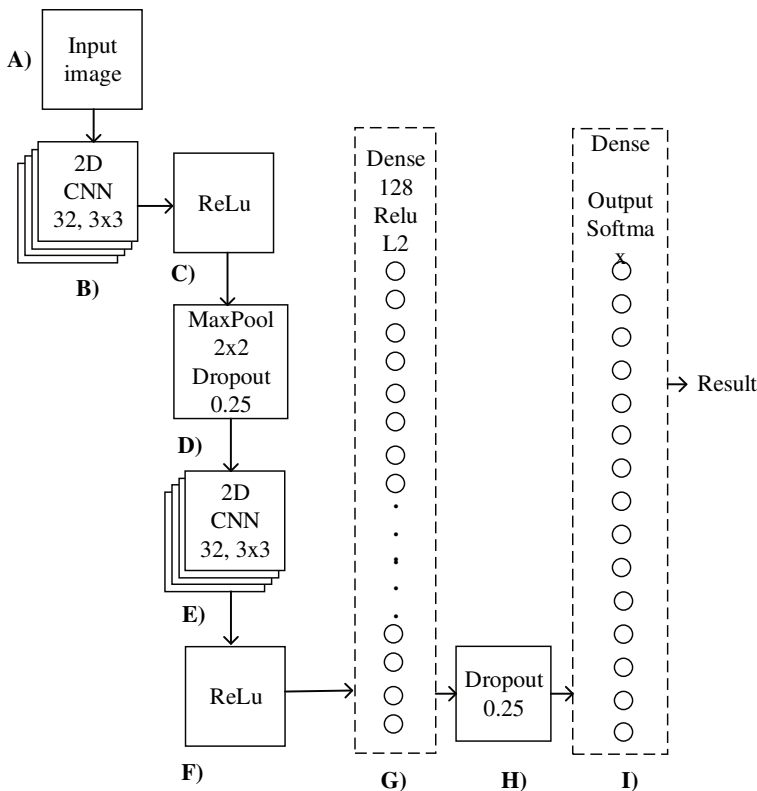 Input
image
A)
2D
CNN
32, 3x3
B)
ReLu
C)
MaxPool
2x2
Dropout
0.25
D)
2D
CNN
32, 3x3
E)
ReLu
F)
Dense
128
Relu
L2
G)
Dropout
0.25
H)
Dense
Output
Softma
x
I)
Result